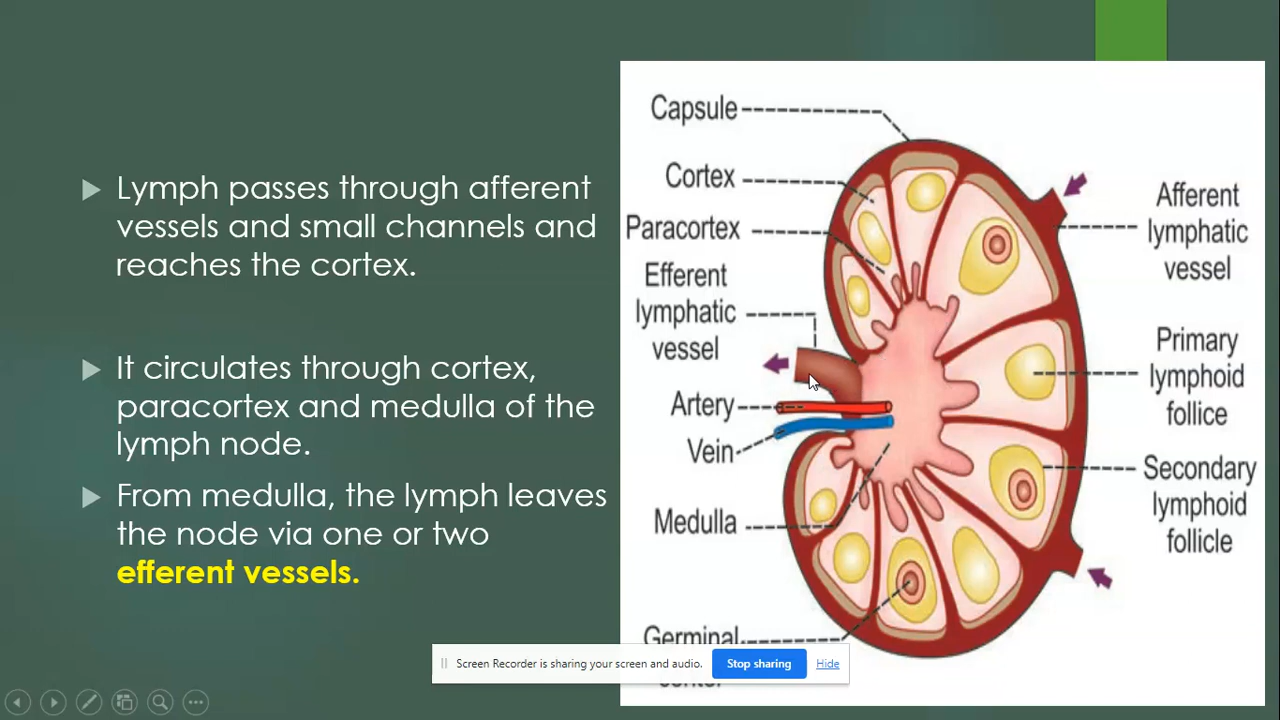 Lymph passes through afferent
vessels and small channels and
reaches the cortex.
It circulates through cortex,
paracortex and medulla of the
lymph node.
From medulla, the lymph leaves
the node via one or two
efferent vessels.
Capsule
Cortex
Paracortex
Efferent
lymphatic
vessel
Artery
Vein
Medulla
Germinal
Afferent
lymphatic
vessel
Primary
lymphoid
follice
Secondary
lymphoid
follicle
Screen Recorder is sharing your screen and audio.
Stop sharing
Hide